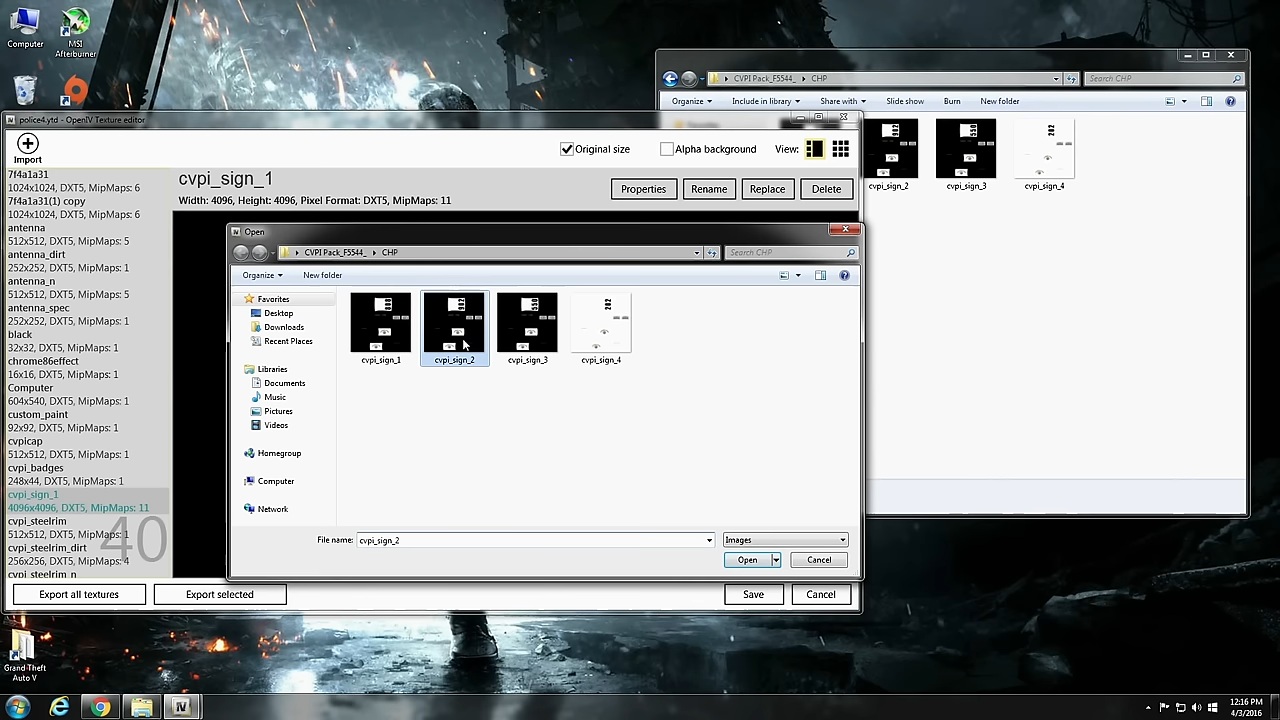 Computer
MSI
Afterburner
CVPI Pack_F5544_ CHP
Search CHP
Organize Include in library Share with Slide show Burn New folder
cvpi_sign_2 cvpi_sign_3 cvpi_sign_4
police4.ytd - OpenIV Texture editor
Import
Original size Alpha background View:
cvpi_sign_1
Width: 4096, Height: 4096, Pixel Format: DXT5, MipMaps: 11
Properties Rename Replace Delete
7f4a1a31
1024x1024, DXT5, MipMaps: 6
7f4a1a31(1) copy
1024x1024, DXT5, MipMaps: 6
antenna
512x512, DXT5, MipMaps: 5
antenna_dirt
252x252, DXT5, MipMaps: 1
antenna_n
512x512, DXT5, MipMaps: 5
antenna_spec
252x252, DXT5, MipMaps: 1
black
32x32, DXT5, MipMaps: 1
chrome86effect
16x16, DXT5, MipMaps: 1
Computer
604x540, DXT5, MipMaps: 1
custom_paint
92x92, DXT5, MipMaps: 1
cvpicap
512x512, DXT5, MipMaps: 1
cvpi_badges
248x44, DXT5, MipMaps: 1
cvpi_sign_1
4096x4096, DXT5, MipMaps: 11
cvpi_steelrim
512x512, DXT5, MipMaps: 1
cvpi_steelrim_dirt
256x256, DXT5, MipMaps: 4
cvpi_steelrim_n
40
Open
CVPI Pack_F5544_ CHP
Search CHP
Organize New folder
Favorites
Desktop
Downloads
Recent Places
Libraries
Documents
Music
Pictures
Videos
Homegroup
Computer
Network
cvpi_sign_1 cvpi_sign_2 cvpi_sign_3 cvpi_sign_4
File name: cvpi_sign_2 Images
Open Cancel
Export all textures Export selected Save Cancel
Grand Theft
Auto V
12:16 PM
4/3/2016